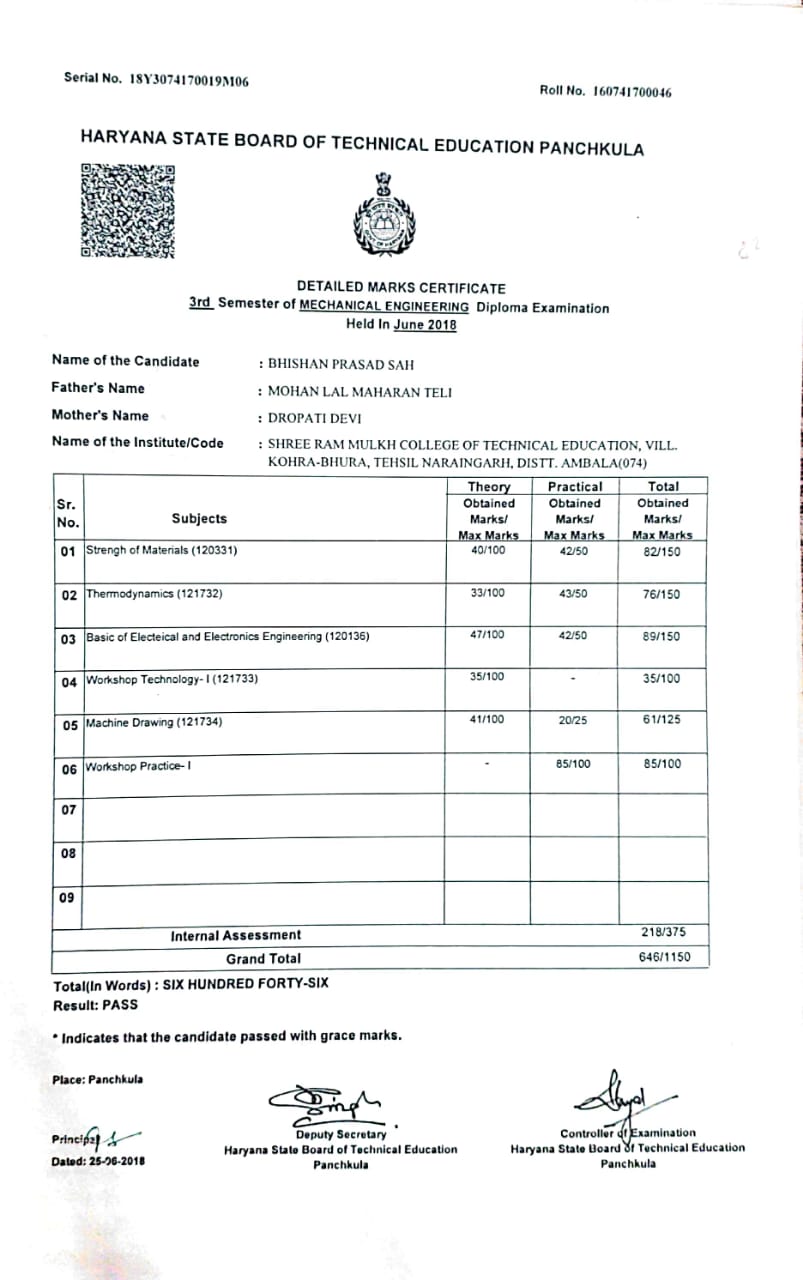 Serial No. 18Y3074170019M06
Roll No. 160741700046
HARYANA STATE BOARD OF TECHNICAL EDUCATION PANCHKULA
DETAILED MARKS CERTIFICATE
3rd Semester of MECHANICAL ENGINEERING Diploma Examination
Held In June 2018
Name of the Candidate : BHISHAN PRASAD SAH
Father's Name : MOHAN LAL MAHARAN TELI
Mother's Name : DROPATI DEVI
Name of the Institute/Code : SHREE RAM MULKH COLLEGE OF TECHNICAL EDUCATION, VILL.
KOHRA-BHURA, TEHSIL NARAINGARH, DISTT. AMBALA(074)
Sr. No. Subjects Theory Obtained Marks/ Max Marks Practical Obtained Marks/ Max Marks Total Obtained Marks/ Max Marks
01 Strengh of Materials (120331) 40/100 42/50 82/150
02 Thermodynamics (121732) 33/100 43/50 76/150
03 Basic of Electeical and Electronics Engineering (120136) 47/100 42/50 89/150
04 Workshop Technology- I (121733) 35/100 - 35/100
05 Machine Drawing (121734) 41/100 20/25 61/125
06 Workshop Practice- I - 85/100 85/100
07
08
09
Internal Assessment 218/375
Grand Total 646/1150
Total(In Words) : SIX HUNDRED FORTY-SIX
Result: PASS
* Indicates that the candidate passed with grace marks.
Place: Panchkula
Principal
Dated: 25-06-2018
Deputy Secretary
Haryana State Board of Technical Education
Panchkula
Controller of Examination
Haryana State Board of Technical Education
Panchkula